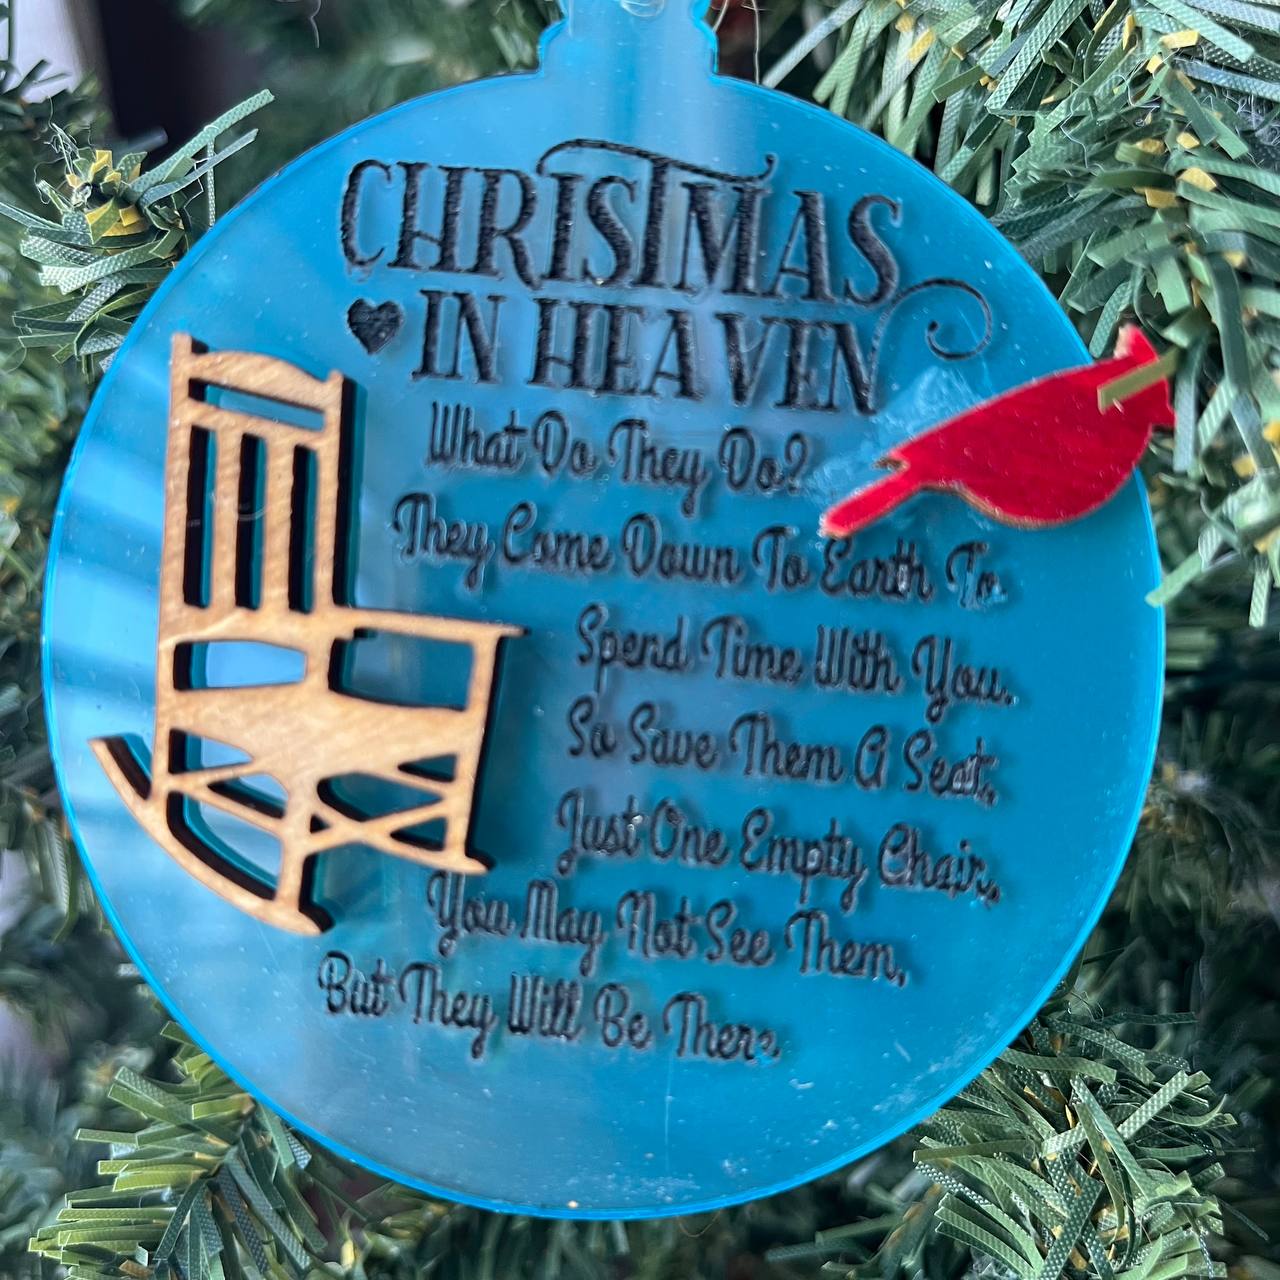 CHRISTMAS
IN HEAVEN
What Do They Do?
They Come Down To Earth To
Spend Time With You.
So Save Them A Seat,
Just One Empty Chair,
You May Not See Them,
But They Will Be There